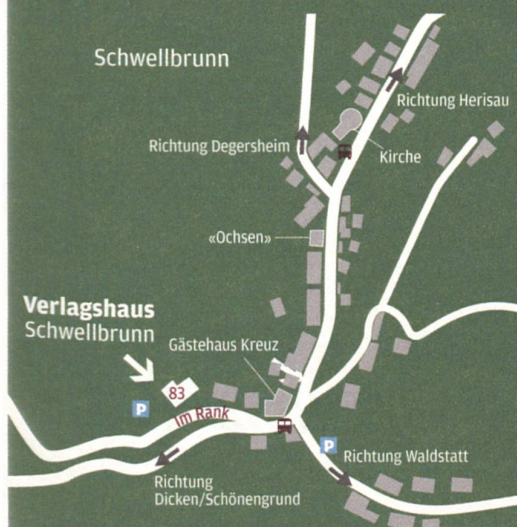 Schwellbrunn
Richtung Herisau
Richtung Degersheim
Kirche
«Ochsen»
Verlagshaus
Schwellbrunn
Gästehaus Kreuz
83
P
Im Rank
P
Richtung Waldstatt
Richtung
Dicken/Schönengrund